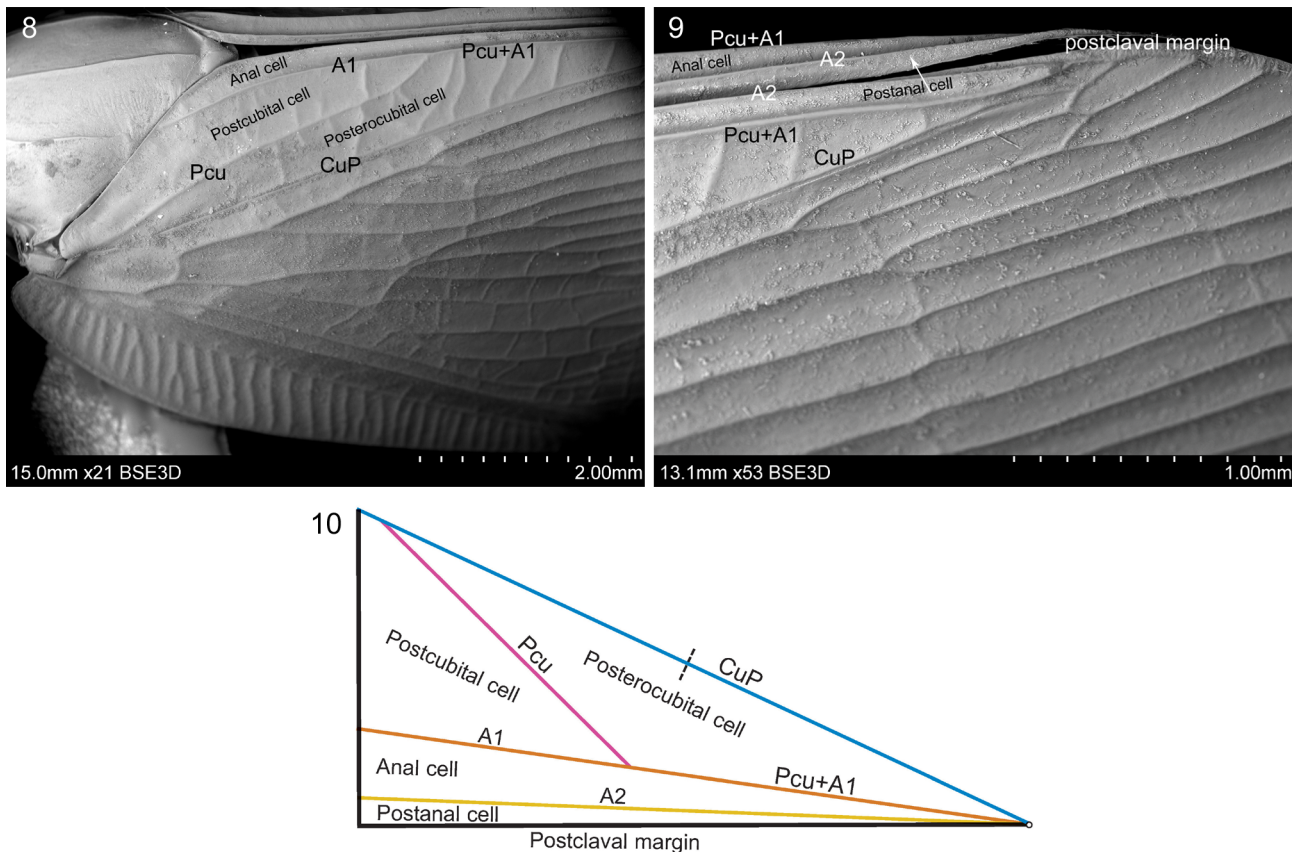 8
Anal cell
A1
Pcu+A1
Postcubital cell
Posterocubital cell
Pcu
CuP
15.0mm x21 BSE3D
2.00mm
9
Pcu+A1
postclaval margin
Anal cell
A2
A2
Postanal cell
Pcu+A1
CuP
13.1mm x53 BSE3D
1.00mm
10
Postcubital cell
Pcu
Posterocubital cell
CuP
A1
Anal cell
Pcu+A1
A2
Postanal cell
Postclaval margin